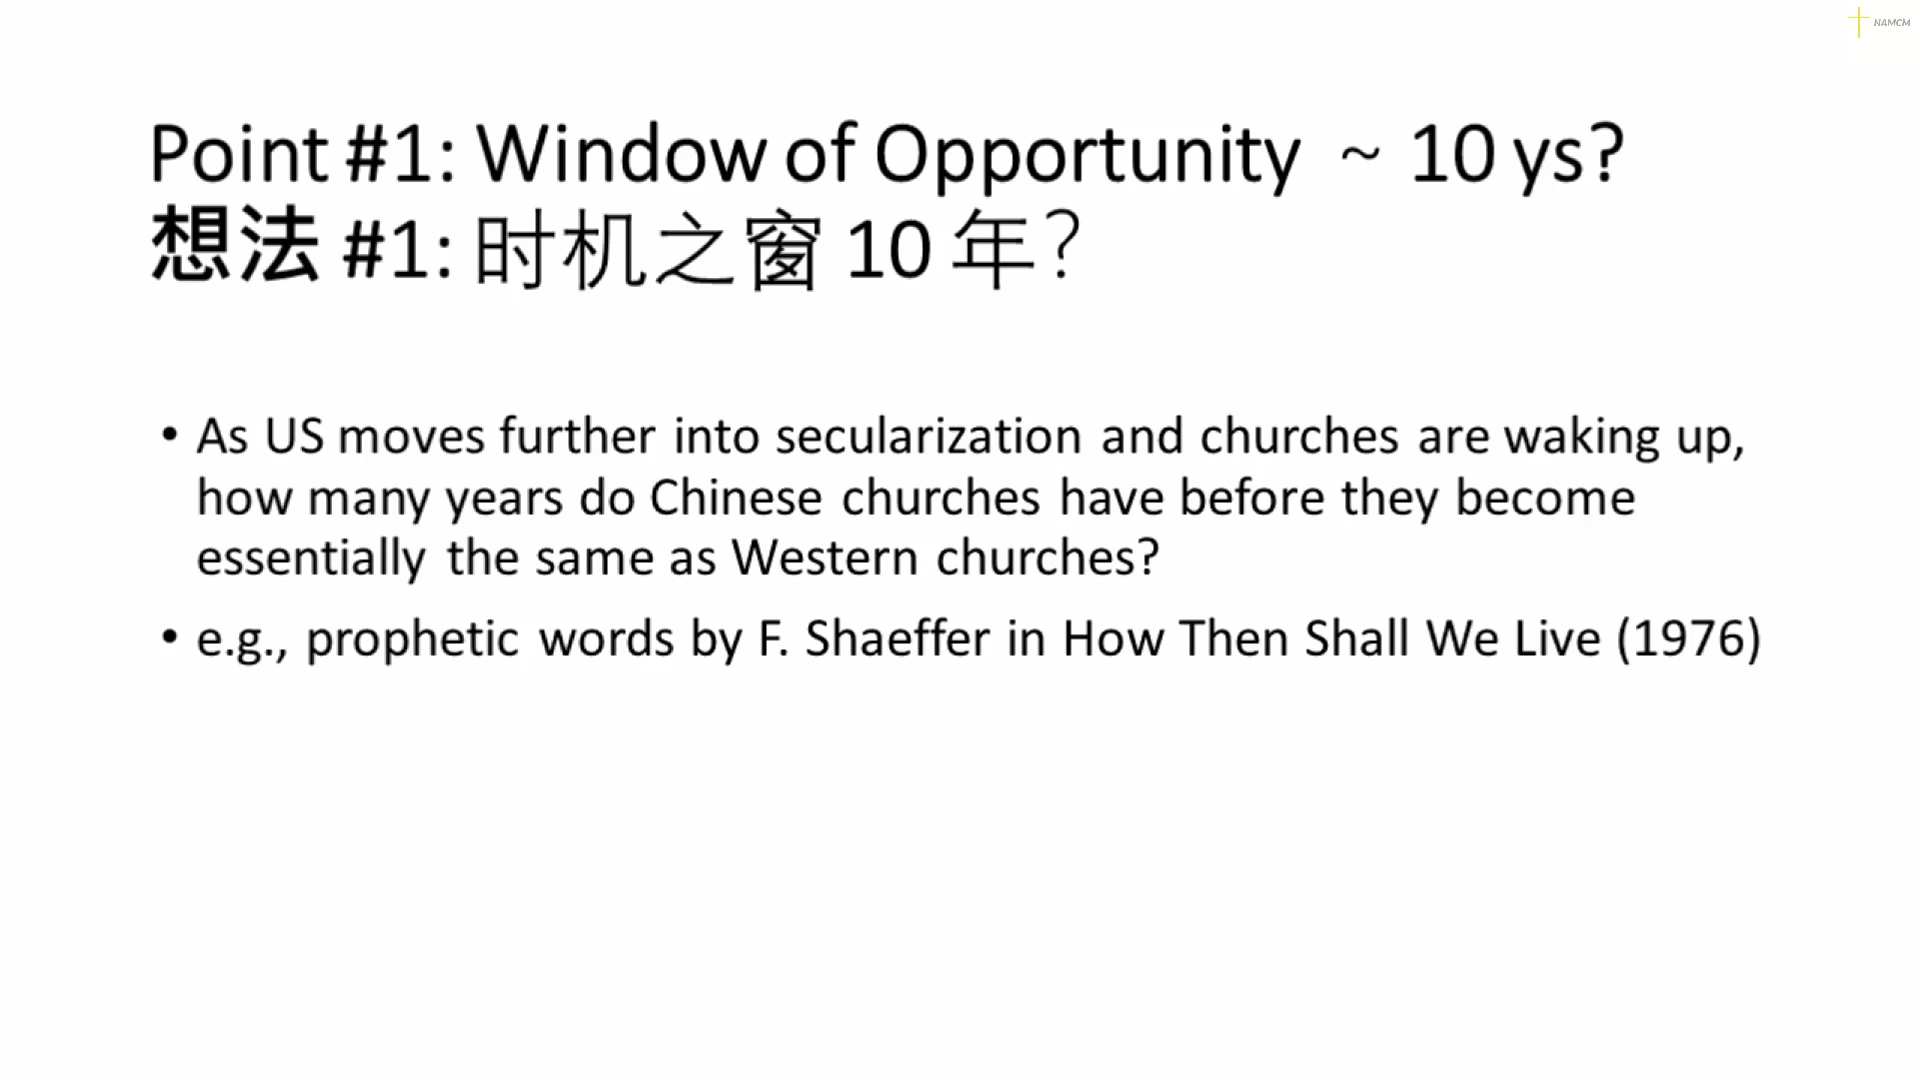 NAMCM
Point #1: Window of Opportunity ~ 10 ys?
想法 #1: 时机之窗 10 年?
• As US moves further into secularization and churches are waking up,
how many years do Chinese churches have before they become
essentially the same as Western churches?
• e.g., prophetic words by F. Shaeffer in How Then Shall We Live (1976)